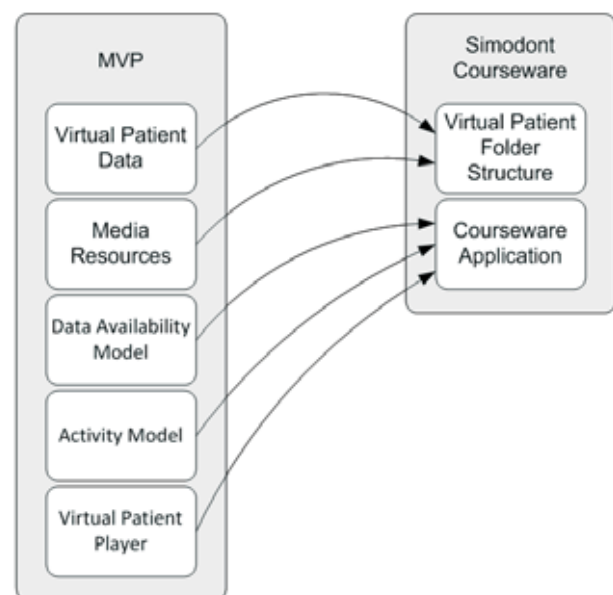 MVP
Virtual Patient
Data
Media
Resources
Data Availability
Model
Activity Model
Virtual Patient
Player
Simodont
Courseware
Virtual Patient
Folder
Structure
Courseware
Application